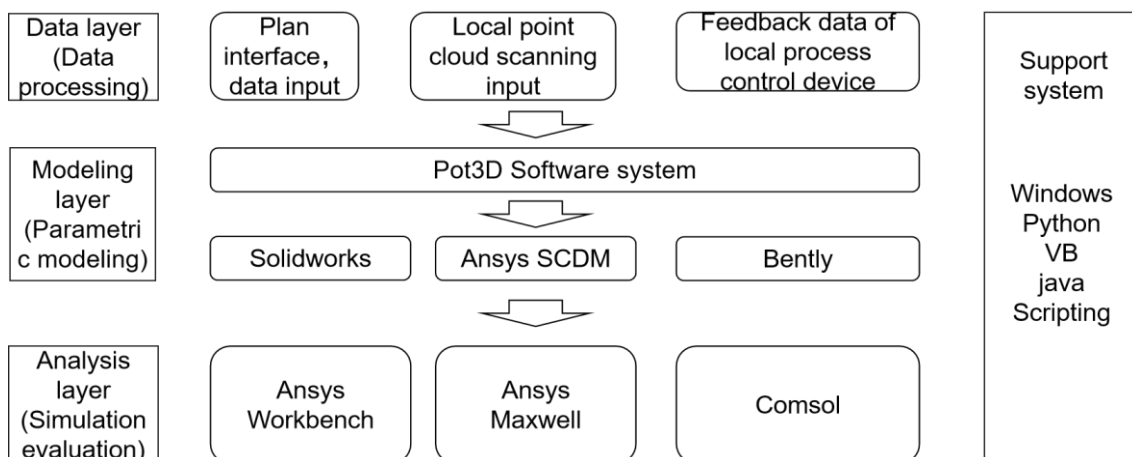 Data layer
(Data
processing)
Plan
interface，
data input
Local point
cloud scanning
input
Feedback data of
local process
control device
Support
system
Modeling
layer
(Parametri
c modeling)
Pot3D Software system
Solidworks
Ansys SCDM
Bently
Windows
Python
VB
java
Scripting
Analysis
layer
(Simulation
evaluation)
Ansys
Workbench
Ansys
Maxwell
Comsol